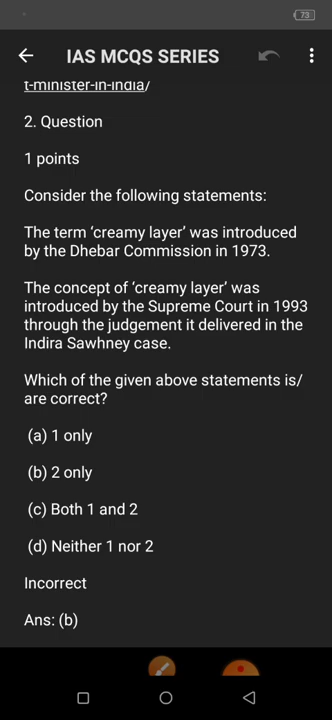 73
IAS MCQS SERIES
t-minister-in-india/
2. Question
1 points
Consider the following statements:
The term ‘creamy layer’ was introduced
by the Dhebar Commission in 1973.
The concept of ‘creamy layer’ was
introduced by the Supreme Court in 1993
through the judgement it delivered in the
Indira Sawhney case.
Which of the given above statements is/
are correct?
(a) 1 only
(b) 2 only
(c) Both 1 and 2
(d) Neither 1 nor 2
Incorrect
Ans: (b)